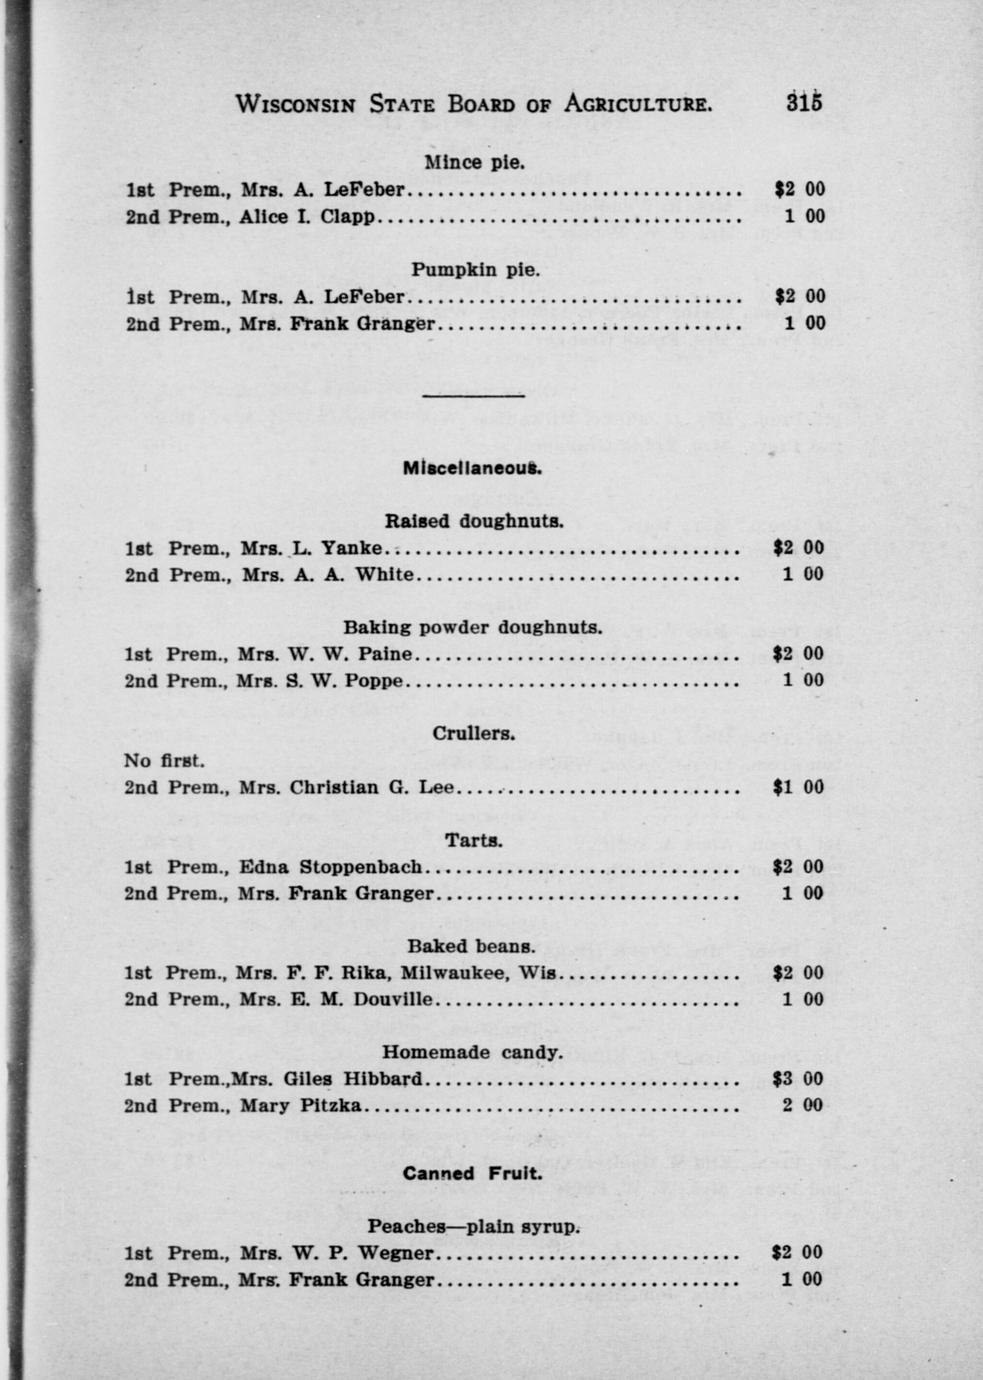 WISCONSIN STATE BOARD OF AGRICULTURE. 315
Mince pie.
1st Prem., Mrs. A. LeFeber................................. $2 00
2nd Prem., Alice I. Clapp.................................... 1 00
Pumpkin pie.
1st Prem., Mrs. A. LeFeber................................. $2 00
2nd Prem., Mrs. Frank Granger.............................. 1 00
Miscellaneous.
Raised doughnuts.
1st Prem., Mrs. L. Yanke................................... $2 00
2nd Prem., Mrs. A. A. White................................ 1 00
Baking powder doughnuts.
1st Prem., Mrs. W. W. Paine................................ $2 00
2nd Prem., Mrs. S. W. Poppe................................. 1 00
Crullers.
No first.
2nd Prem., Mrs. Christian G. Lee............................ $1 00
Tarts.
1st Prem., Edna Stoppenbach............................... $2 00
2nd Prem., Mrs. Frank Granger.............................. 1 00
Baked beans.
1st Prem., Mrs. F. F. Rika, Milwaukee, Wis.................. $2 00
2nd Prem., Mrs. E. M. Douville.............................. 1 00
Homemade candy.
1st Prem.,Mrs. Giles Hibbard............................... $3 00
2nd Prem., Mary Pitzka..................................... 2 00
Canned Fruit.
Peaches—plain syrup.
1st Prem., Mrs. W. P. Wegner.............................. $2 00
2nd Prem., Mrs. Frank Granger.............................. 1 00